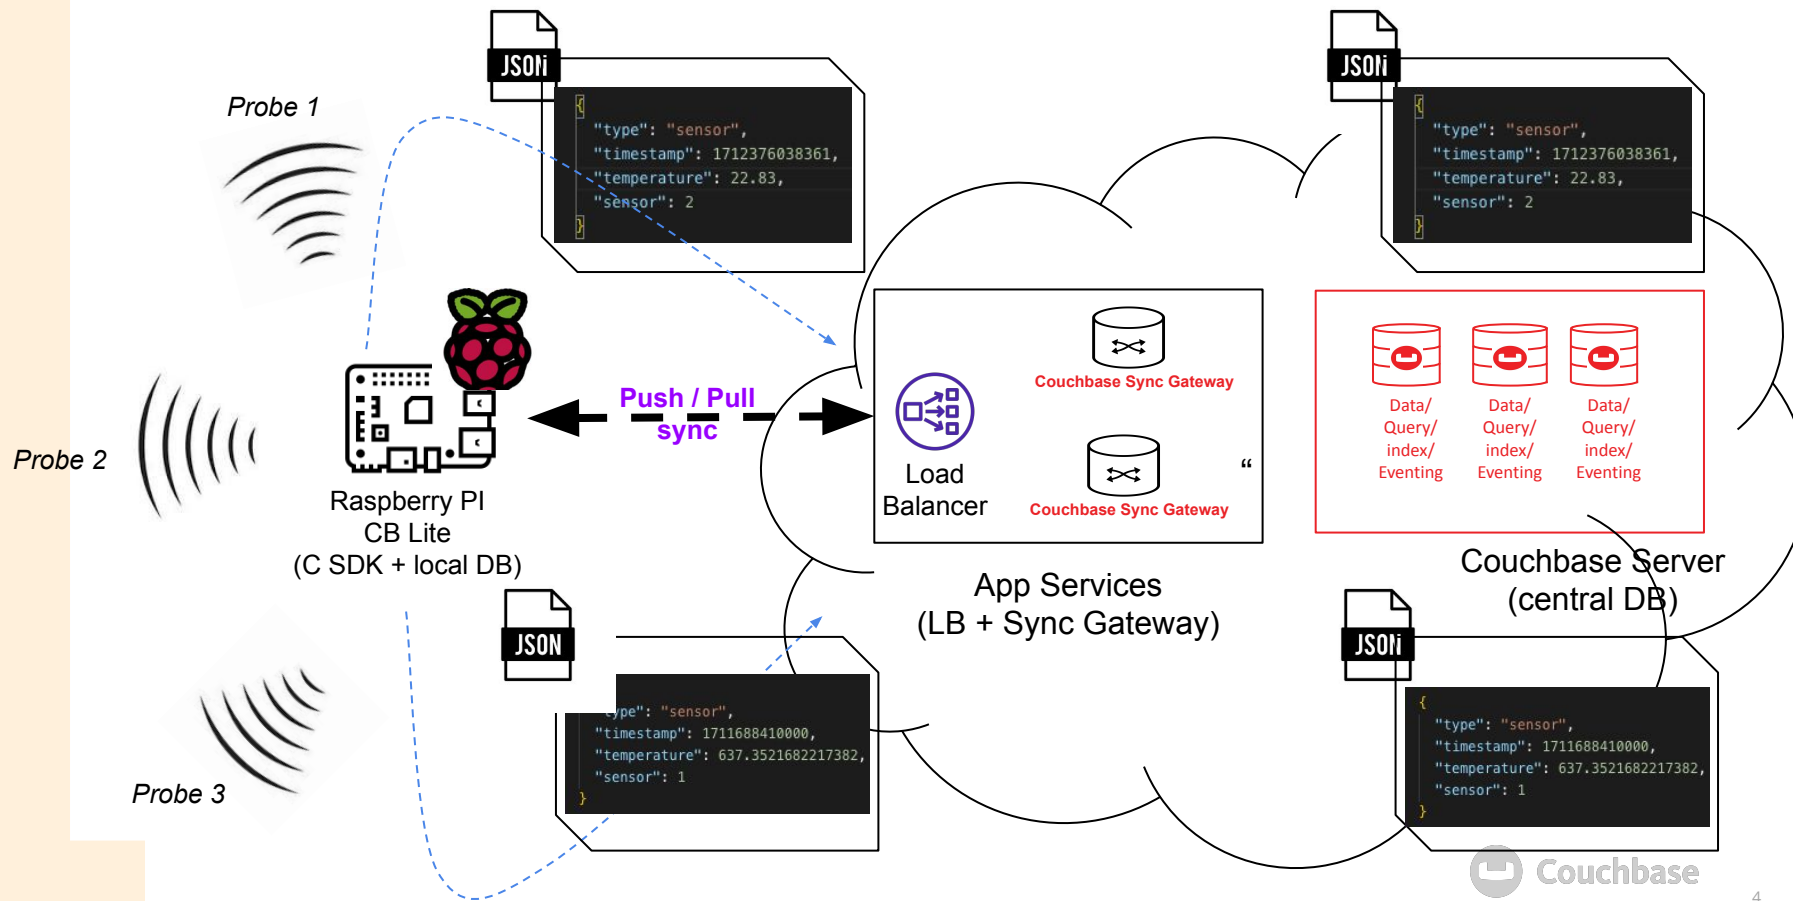 Probe 1
JSON
{
"type": "sensor",
"timestamp": 1712376038361,
"temperature": 22.83,
"sensor": 2
}
JSON
{
"type": "sensor",
"timestamp": 1712376038361,
"temperature": 22.83,
"sensor": 2
}
Probe 2
Raspberry PI
CB Lite
(C SDK + local DB)
Push / Pull
sync
Load
Balancer
Couchbase Sync Gateway
Couchbase Sync Gateway
“
App Services
(LB + Sync Gateway)
Data/
Query/
index/
Eventing
Data/
Query/
index/
Eventing
Data/
Query/
index/
Eventing
Couchbase Server
(central DB)
Probe 3
JSON
type": "sensor",
"timestamp": 1711688410000,
"temperature": 637.3521682217382,
"sensor": 1
}
JSON
{
"type": "sensor",
"timestamp": 1711688410000,
"temperature": 637.3521682217382,
"sensor": 1
}
Couchbase
4